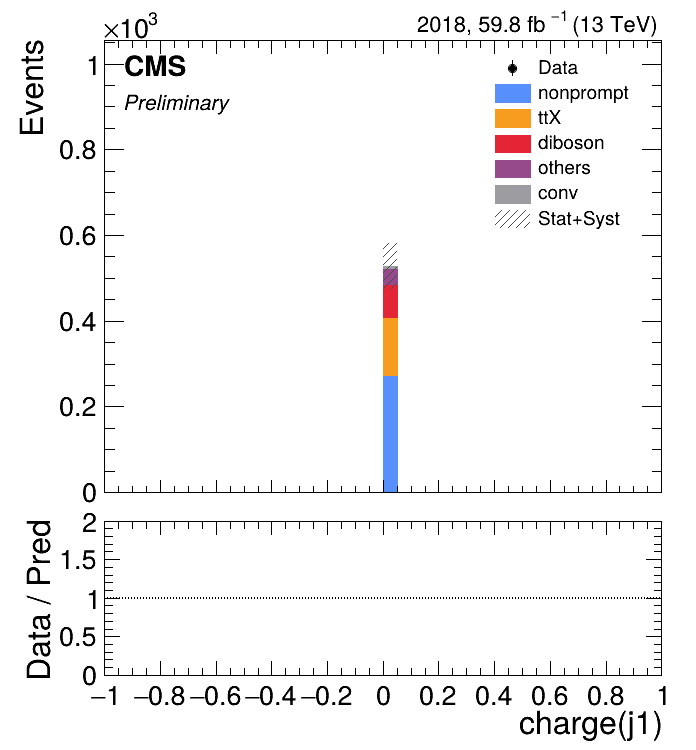 ×10³
2018, 59.8 fb⁻¹ (13 TeV)
Events
1
0.8
0.6
0.4
0.2
0
CMS
Preliminary
Data
nonprompt
ttX
diboson
others
conv
Stat+Syst
Data / Pred
2
1.5
1
0.5
0
−1 −0.8 −0.6 −0.4 −0.2 0 0.2 0.4 0.6 0.8 1
charge(j1)